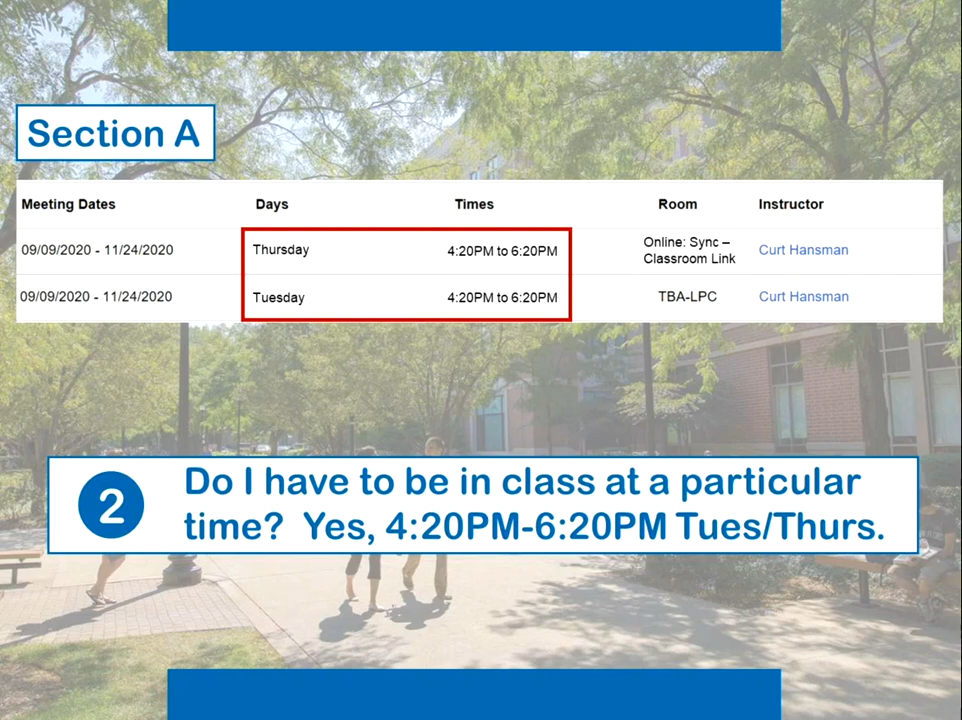 Section A
Meeting Dates Days Times Room Instructor
09/09/2020 - 11/24/2020 Thursday 4:20PM to 6:20PM Online: Sync – Classroom Link Curt Hansman
09/09/2020 - 11/24/2020 Tuesday 4:20PM to 6:20PM TBA-LPC Curt Hansman
2 Do I have to be in class at a particular
time? Yes, 4:20PM-6:20PM Tues/Thurs.